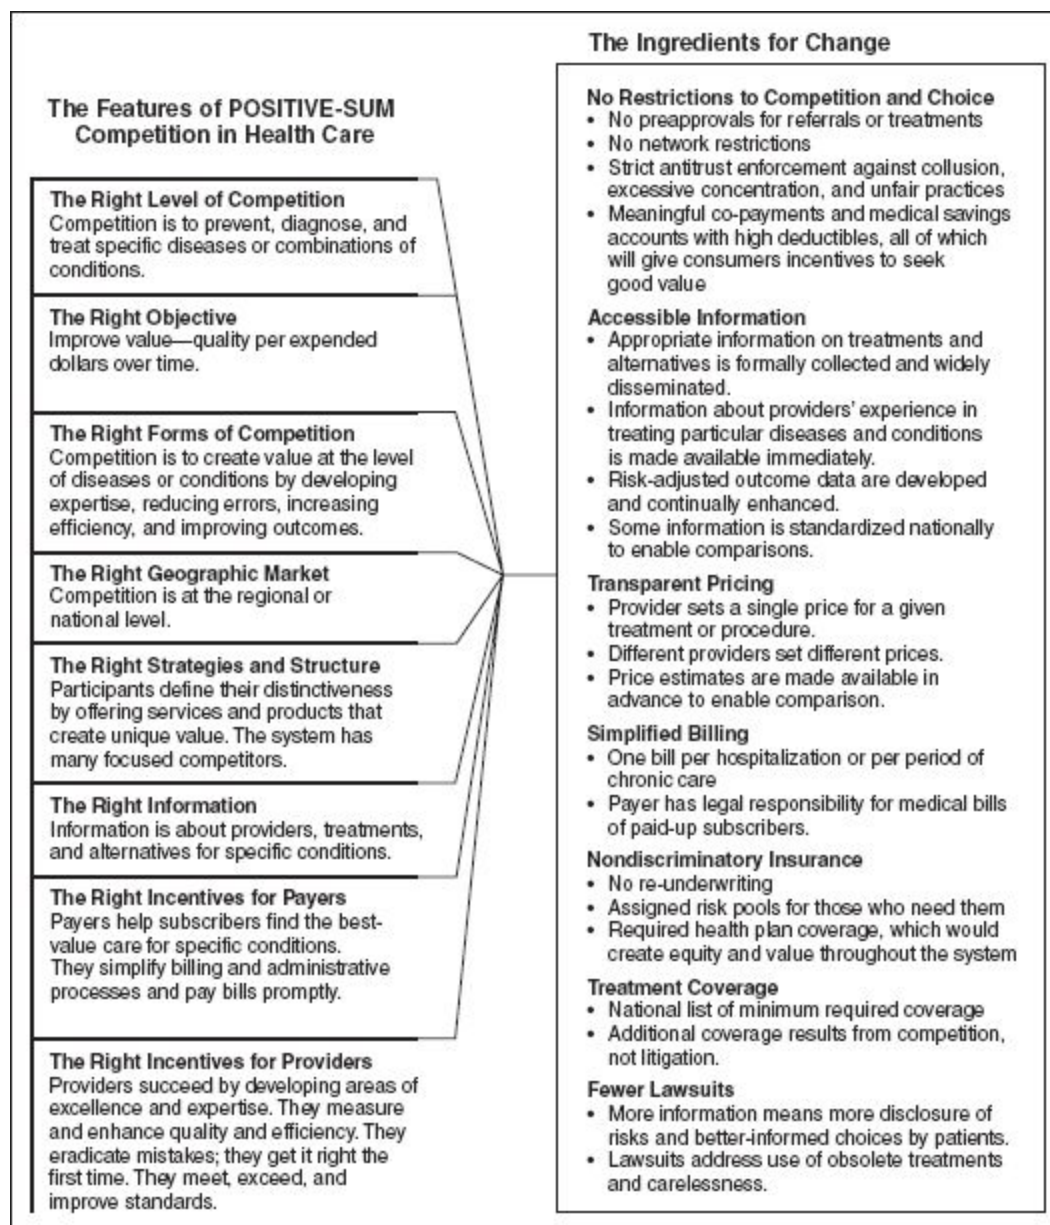 The Features of POSITIVE-SUM
Competition in Health Care
The Right Level of Competition
Competition is to prevent, diagnose, and
treat specific diseases or combinations of
conditions.
The Right Objective
Improve value—quality per expended
dollars over time.
The Right Forms of Competition
Competition is to create value at the level
of diseases or conditions by developing
expertise, reducing errors, increasing
efficiency, and improving outcomes.
The Right Geographic Market
Competition is at the regional or
national level.
The Right Strategies and Structure
Participants define their distinctiveness
by offering services and products that
create unique value. The system has
many focused competitors.
The Right Information
Information is about providers, treatments,
and alternatives for specific conditions.
The Right Incentives for Payers
Payers help subscribers find the best-
value care for specific conditions.
They simplify billing and administrative
processes and pay bills promptly.
The Right Incentives for Providers
Providers succeed by developing areas of
excellence and expertise. They measure
and enhance quality and efficiency. They
eradicate mistakes; they get it right the
first time. They meet, exceed, and
improve standards.
The Ingredients for Change
No Restrictions to Competition and Choice
• No preapprovals for referrals or treatments
• No network restrictions
• Strict antitrust enforcement against collusion,
excessive concentration, and unfair practices
• Meaningful co-payments and medical savings
accounts with high deductibles, all of which
will give consumers incentives to seek
good value
Accessible Information
• Appropriate information on treatments and
alternatives is formally collected and widely
disseminated.
• Information about providers' experience in
treating particular diseases and conditions
is made available immediately.
• Risk-adjusted outcome data are developed
and continually enhanced.
• Some information is standardized nationally
to enable comparisons.
Transparent Pricing
• Provider sets a single price for a given
treatment or procedure.
• Different providers set different prices.
• Price estimates are made available in
advance to enable comparison.
Simplified Billing
• One bill per hospitalization or per period of
chronic care
• Payer has legal responsibility for medical bills
of paid-up subscribers.
Nondiscriminatory Insurance
• No re-underwriting
• Assigned risk pools for those who need them
• Required health plan coverage, which would
create equity and value throughout the system
Treatment Coverage
• National list of minimum required coverage
• Additional coverage results from competition,
not litigation.
Fewer Lawsuits
• More information means more disclosure of
risks and better-informed choices by patients.
• Lawsuits address use of obsolete treatments
and carelessness.